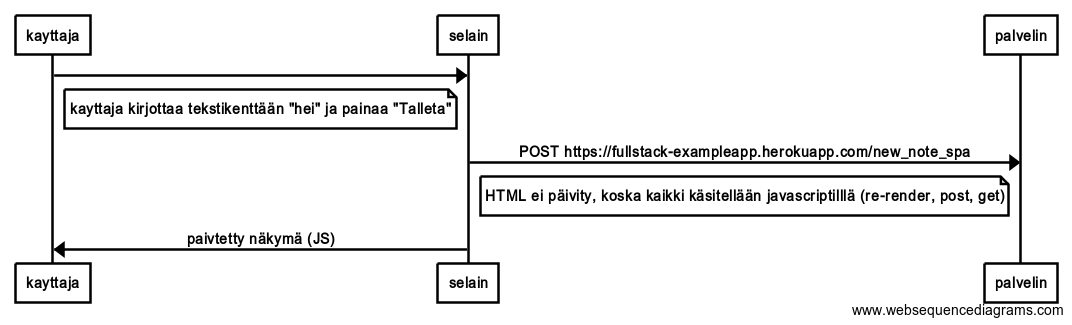 kayttaja selain palvelin
kayttaja kirjottaa tekstikenttään "hei" ja painaa "Talleta"
POST https://fullstack-exampleapp.herokuapp.com/new_note_spa
HTML ei päivity, koska kaikki käsitellään javascriptilllä (re-render, post, get)
paivtetty näkymä (JS)
kayttaja selain palvelin
www.websequencediagrams.com